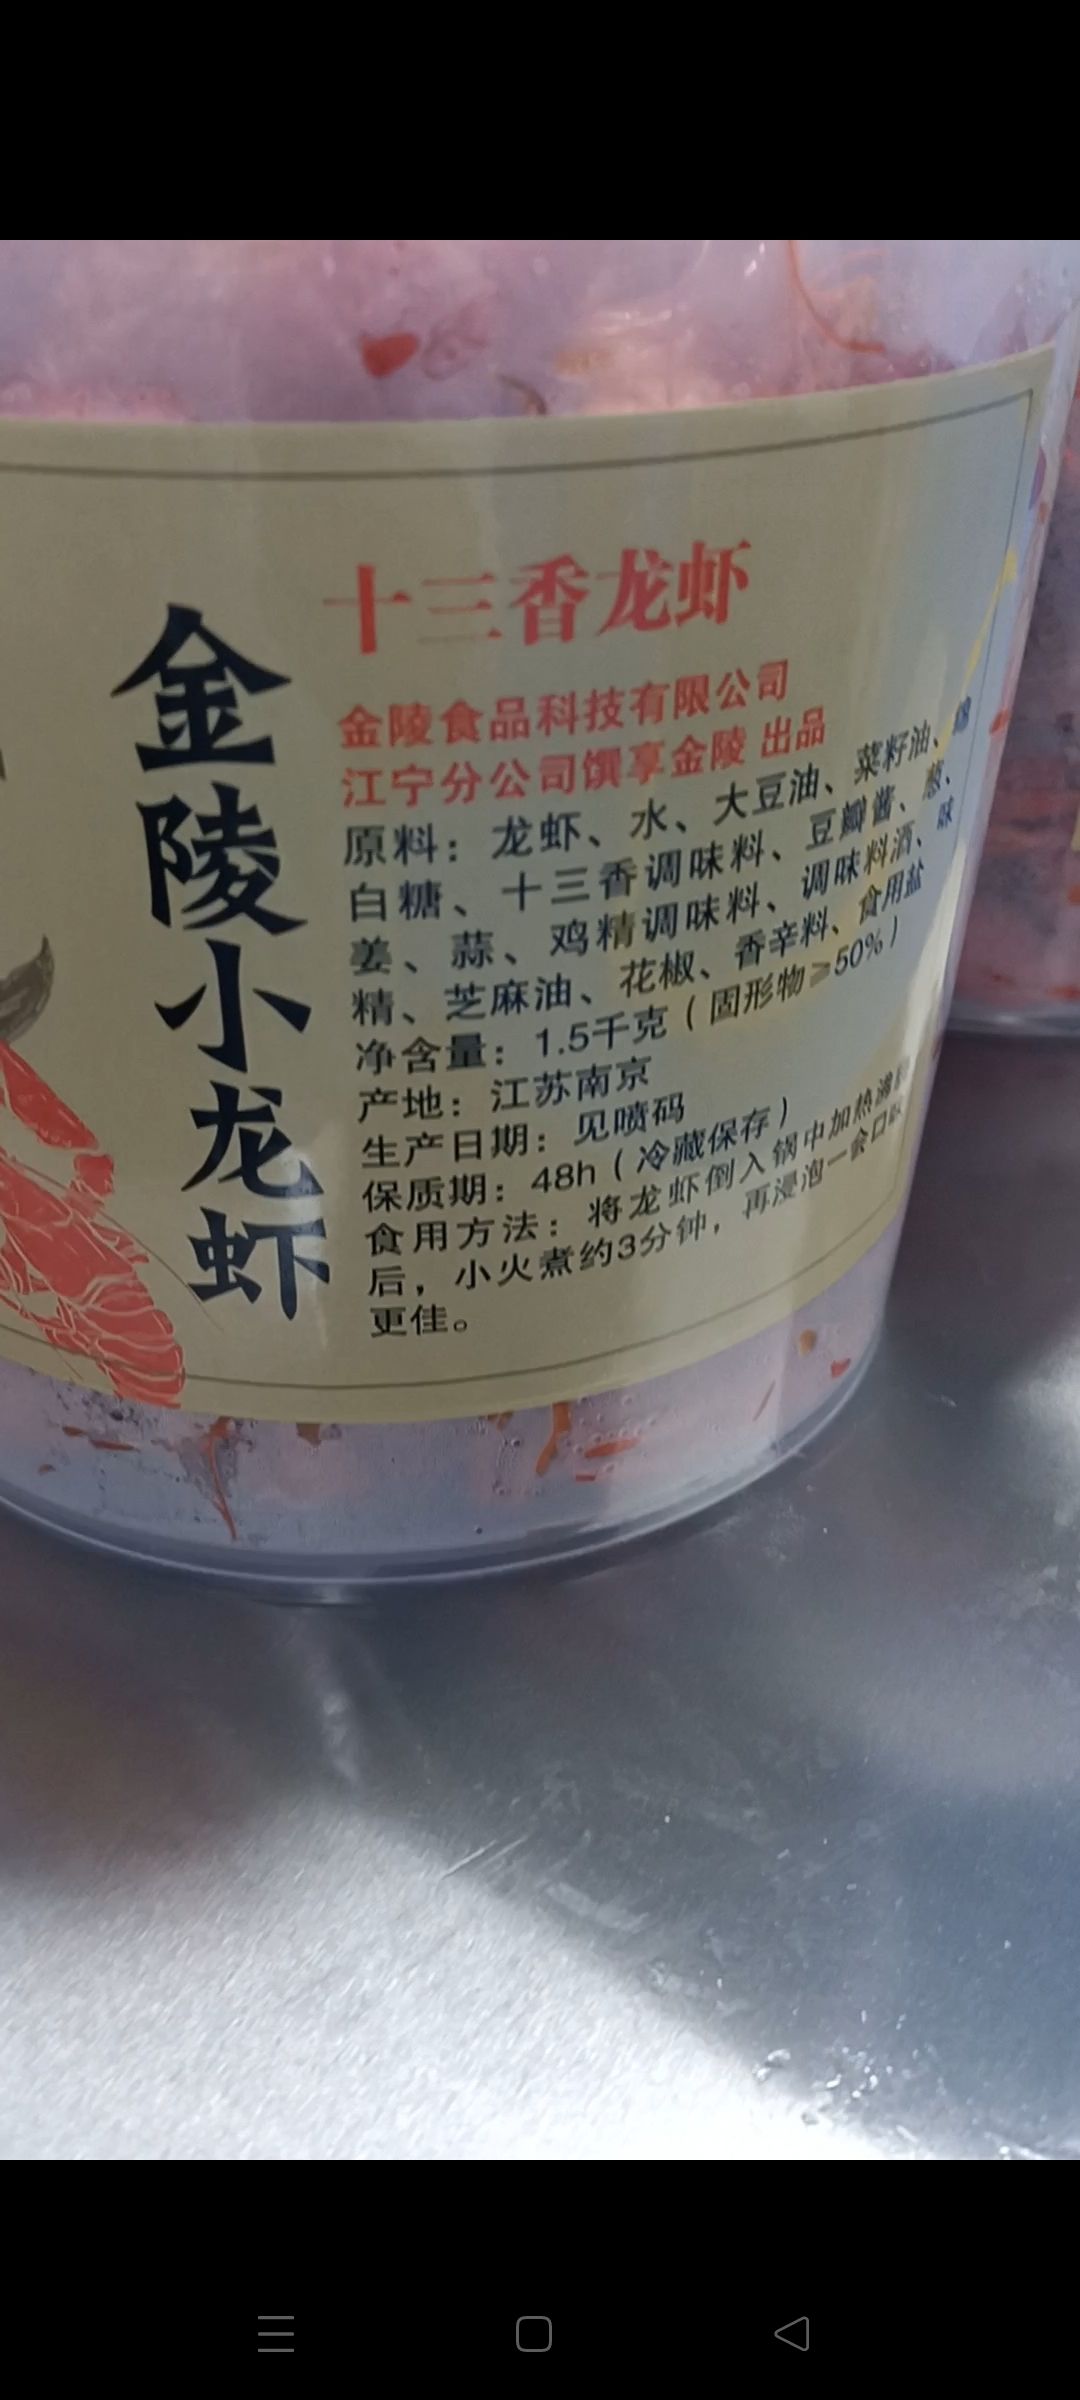 金陵小龙虾
十三香龙虾
金陵食品科技有限公司
江宁分公司馔享金陵 出品
原料：龙虾、水、大豆油、菜籽油、绵
白糖、十三香调味料、豆瓣酱、葱、
姜、蒜、鸡精调味料、调味料酒、味
精、芝麻油、花椒、香辛料、食用盐
净含量：1.5千克（固形物≥50%）
产地：江苏南京
生产日期：见喷码
保质期：48h（冷藏保存）
食用方法：将龙虾倒入锅中加热沸腾
后，小火煮约3分钟，再浸泡一会口味
更佳。